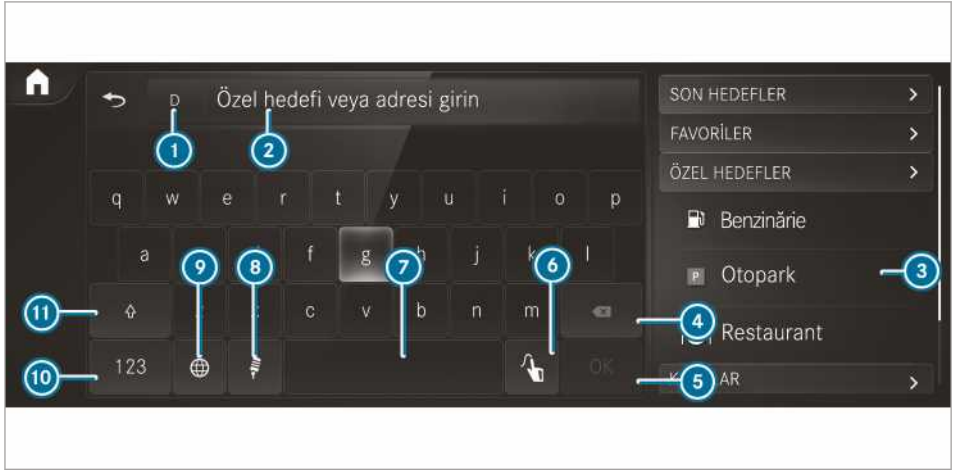 D Özel hedefi veya adresi girin
1 2
q w e r t y u i o p
a f g h j k l
9 8 7 6
11 c v b n m
10 123 OK
SON HEDEFLER
FAVORİLER
ÖZEL HEDEFLER
Benzinărie
Otopark 3
P
4 Restaurant
5 AR